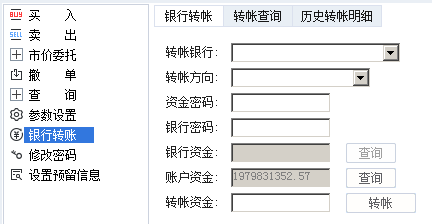 BUY 买 入
SELL 卖 出
市价委托
撤 单
查 询
参数设置
银行转账
修改密码
设置预留信息
银行转帐 转帐查询 历史转帐明细
转帐银行：
转帐方向：
资金密码：
银行密码：
银行资金： 查询
账户资金： 1979831352.57 查询
转帐资金： 转帐